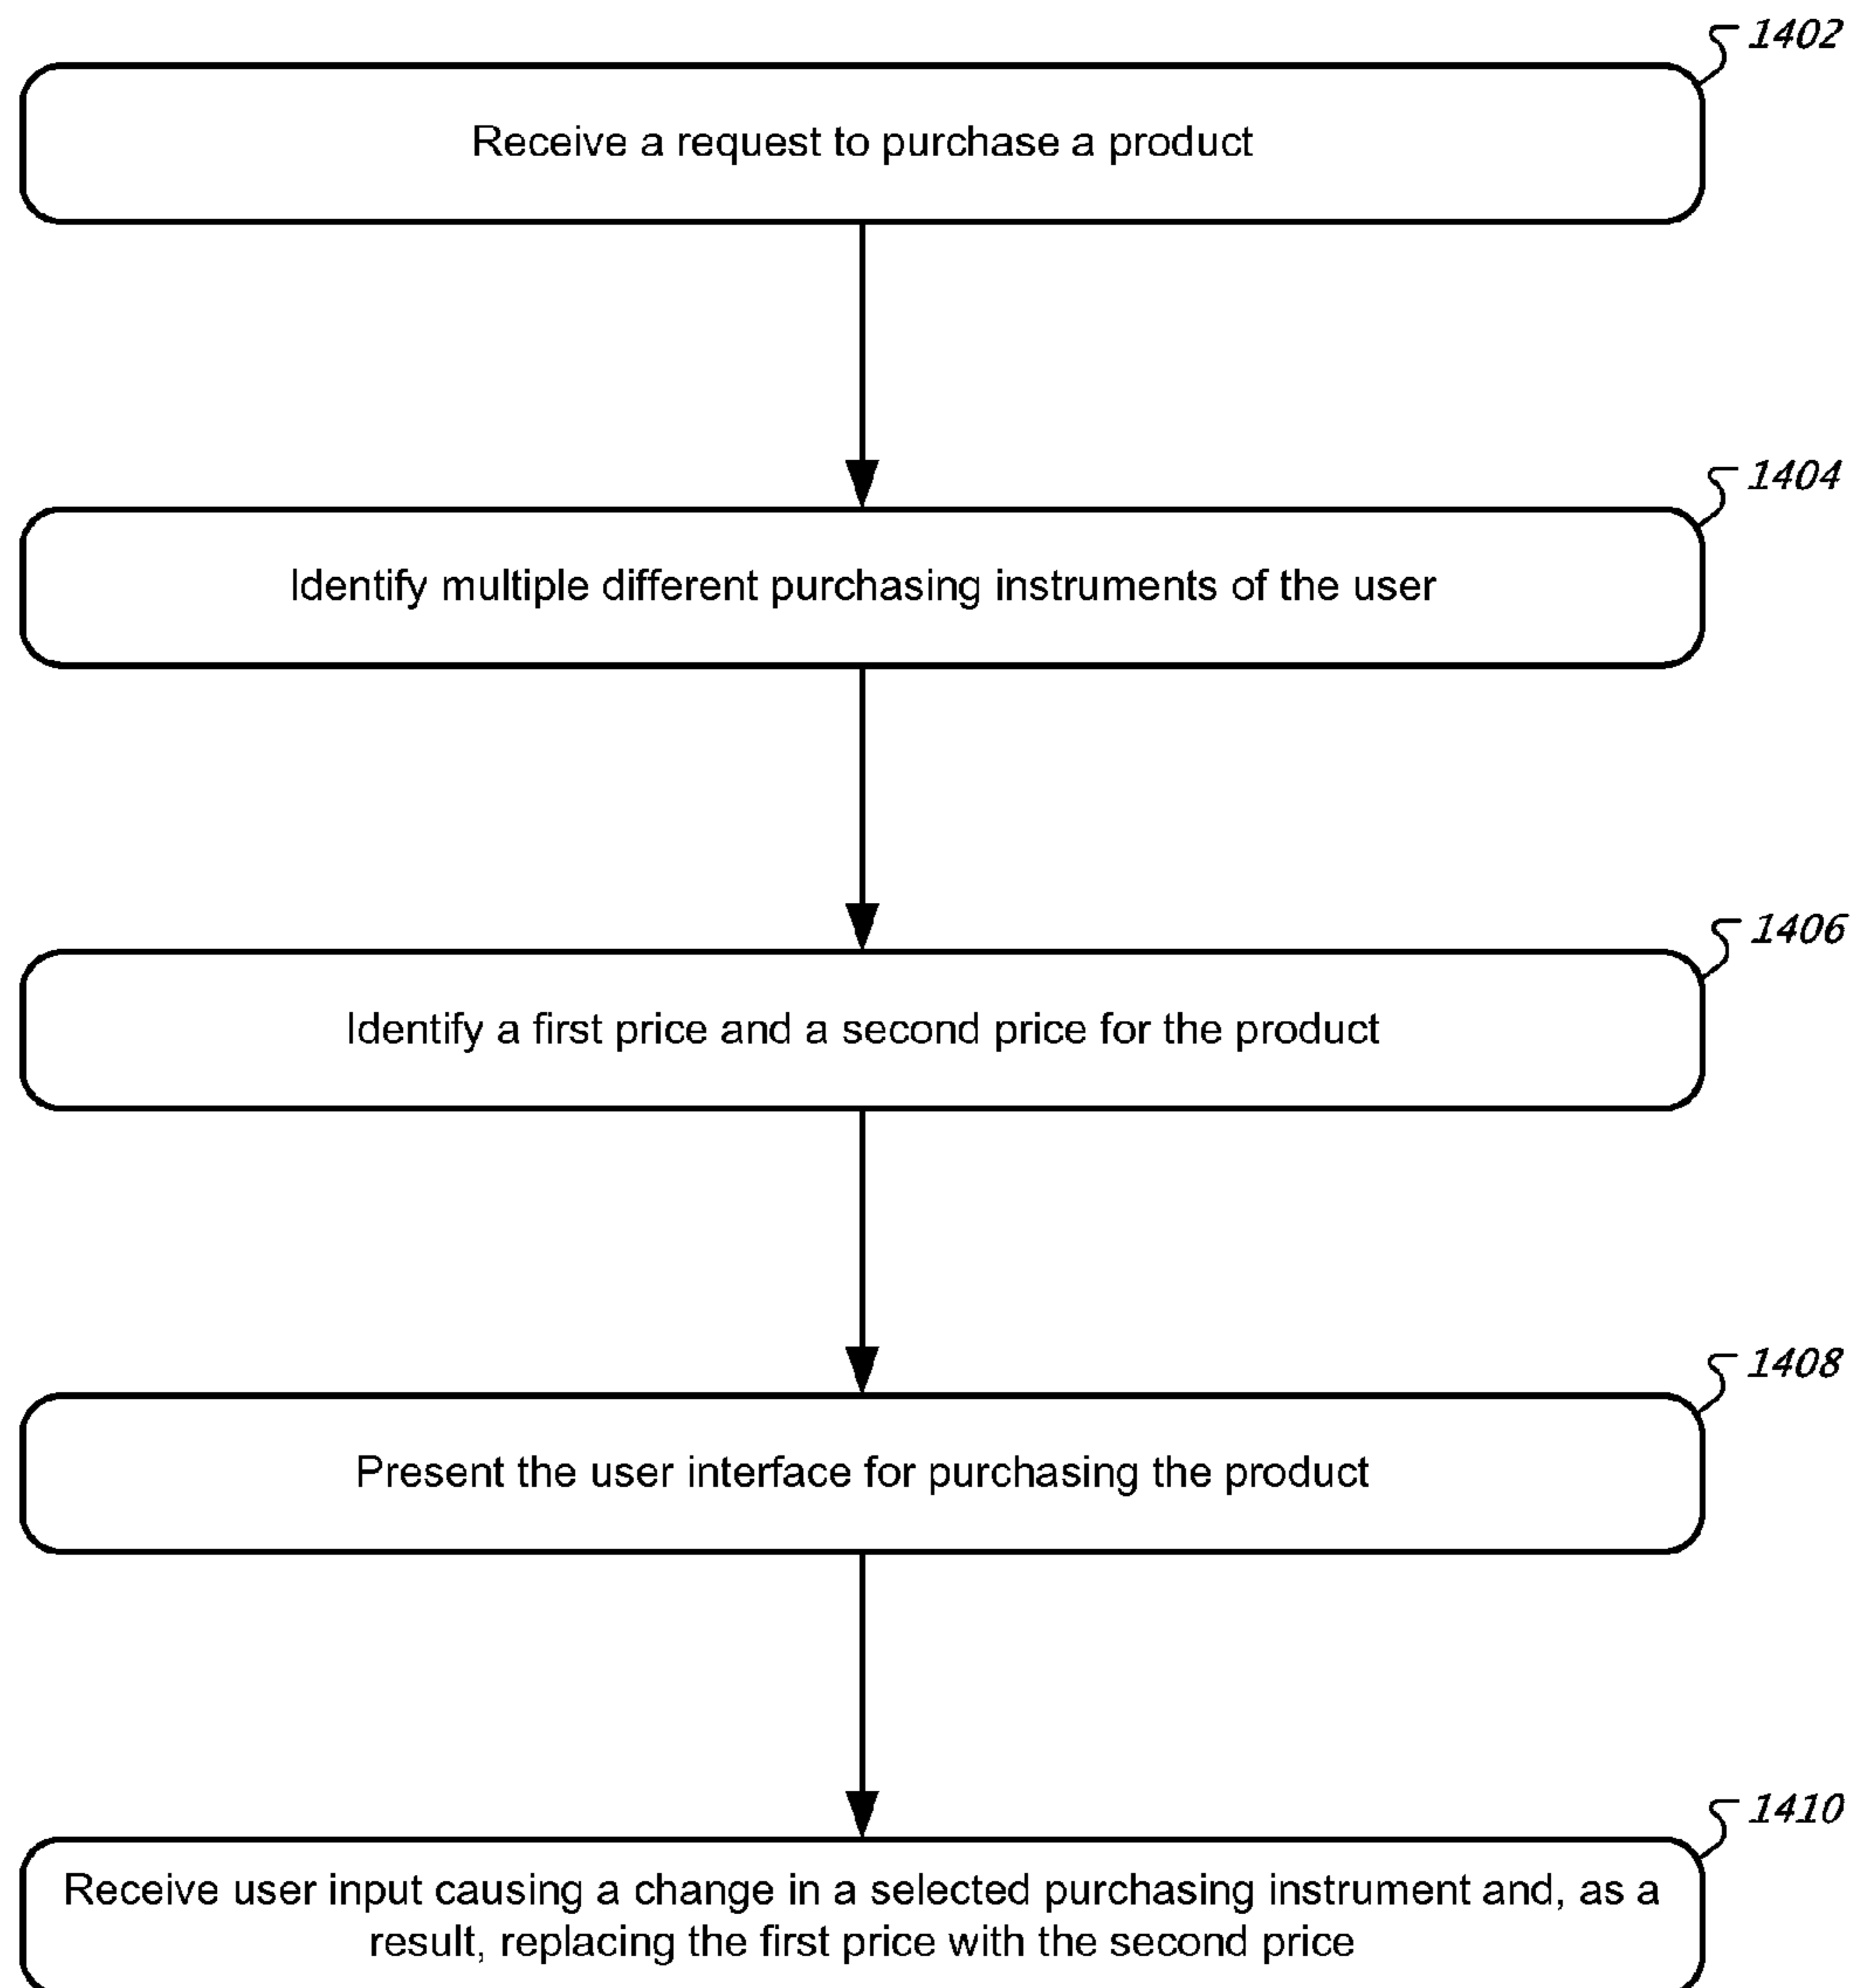 1402
Receive a request to purchase a product
1404
Identify multiple different purchasing instruments of the user
1406
Identify a first price and a second price for the product
1408
Present the user interface for purchasing the product
1410
Receive user input causing a change in a selected purchasing instrument and, as a
result, replacing the first price with the second price